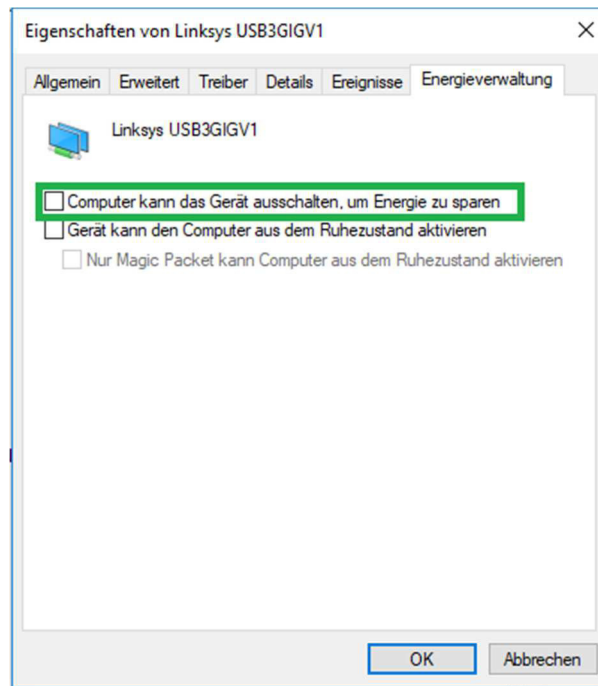 Eigenschaften von Linksys USB3GIGV1
Allgemein Erweitert Treiber Details Ereignisse Energieverwaltung
Linksys USB3GIGV1
Computer kann das Gerät ausschalten, um Energie zu sparen
Gerät kann den Computer aus dem Ruhezustand aktivieren
Nur Magic Packet kann Computer aus dem Ruhezustand aktivieren
OK Abbrechen